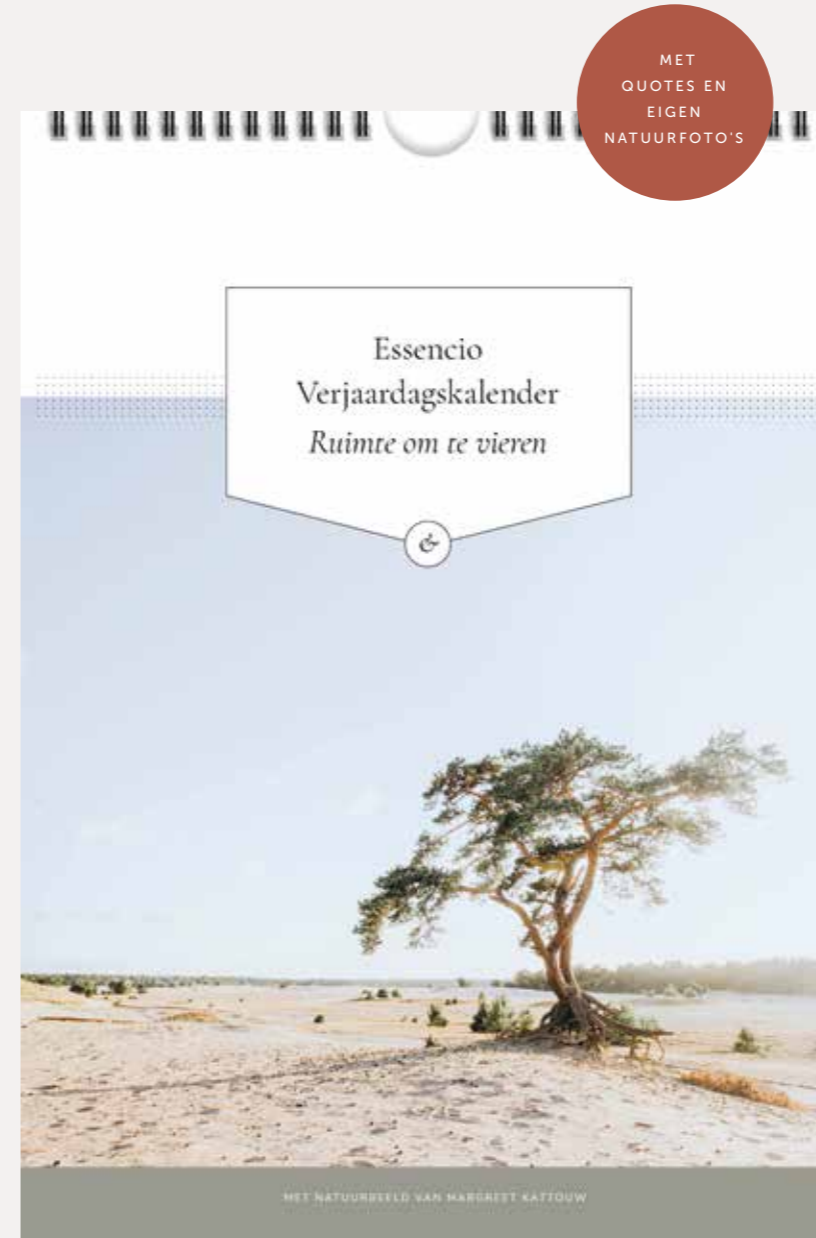 MET
QUOTES EN
EIGEN
NATUURFOTO'S
Essencio
Verjaardagskalender
Ruimte om te vieren
&
MET NATUURBEELD VAN MARGREET KATTOUW